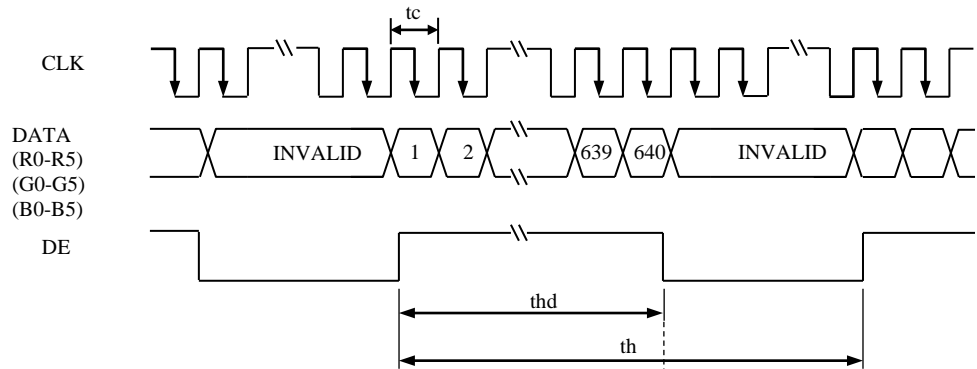 tc
CLK
DATA
(R0-R5)
(G0-G5)
(B0-B5)
INVALID 1 2 639 640 INVALID
DE
thd
th